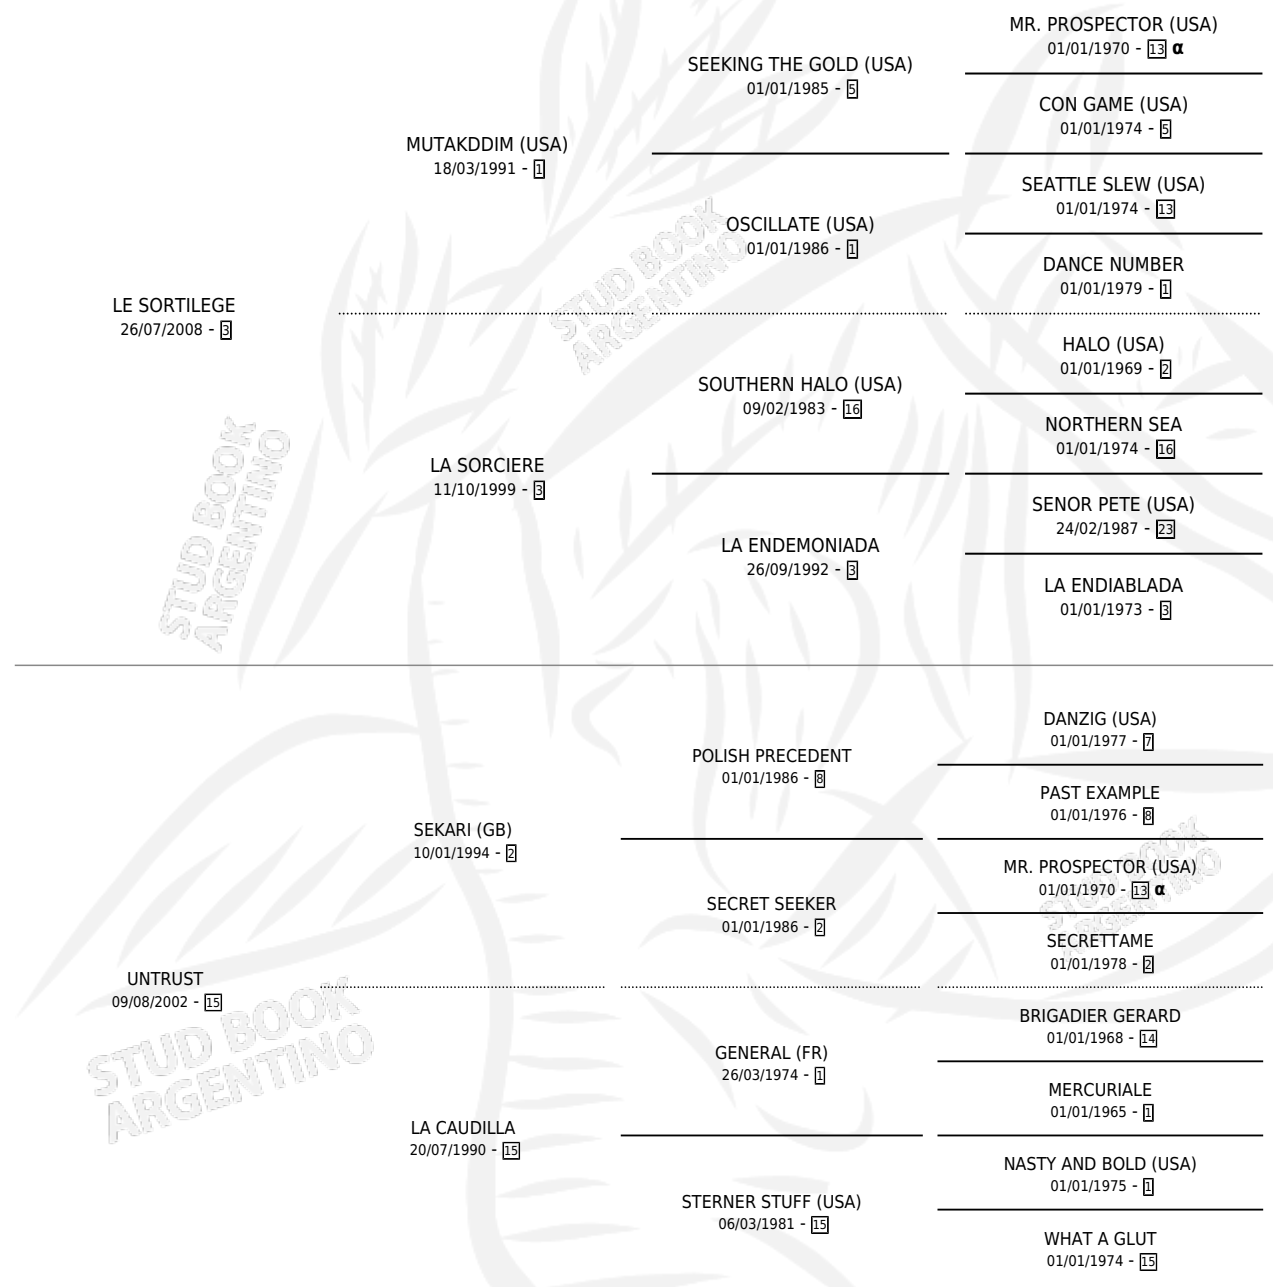 MR. PROSPECTOR (USA)
01/01/1970 - 13 α
SEEKING THE GOLD (USA)
01/01/1985 - 5
CON GAME (USA)
01/01/1974 - 5
MUTAKDDIM (USA)
18/03/1991 - 1
SEATTLE SLEW (USA)
01/01/1974 - 13
OSCILLATE (USA)
01/01/1986 - 1
DANCE NUMBER
01/01/1979 - 1
LE SORTILEGE
26/07/2008 - 3
HALO (USA)
01/01/1969 - 2
SOUTHERN HALO (USA)
09/02/1983 - 16
NORTHERN SEA
01/01/1974 - 16
LA SORCIERE
11/10/1999 - 3
SENOR PETE (USA)
24/02/1987 - 23
LA ENDEMONIADA
26/09/1992 - 3
LA ENDIABLADA
01/01/1973 - 3
STUD BOOK
ARGENTINO
STUD BOOK
ARGENTINO
DANZIG (USA)
01/01/1977 - 7
POLISH PRECEDENT
01/01/1986 - 8
PAST EXAMPLE
01/01/1976 - 8
SEKARI (GB)
10/01/1994 - 2
MR. PROSPECTOR (USA)
01/01/1970 - 13 α
SECRET SEEKER
01/01/1986 - 2
SECRETTAME
01/01/1978 - 2
UNTRUST
09/08/2002 - 15
BRIGADIER GERARD
01/01/1968 - 14
GENERAL (FR)
26/03/1974 - 1
MERCURIALE
01/01/1965 - 1
LA CAUDILLA
20/07/1990 - 15
NASTY AND BOLD (USA)
01/01/1975 - 1
STERNER STUFF (USA)
06/03/1981 - 15
WHAT A GLUT
01/01/1974 - 15
STUD BOOK
ARGENTINO
STUD BOOK
ARGENTINO